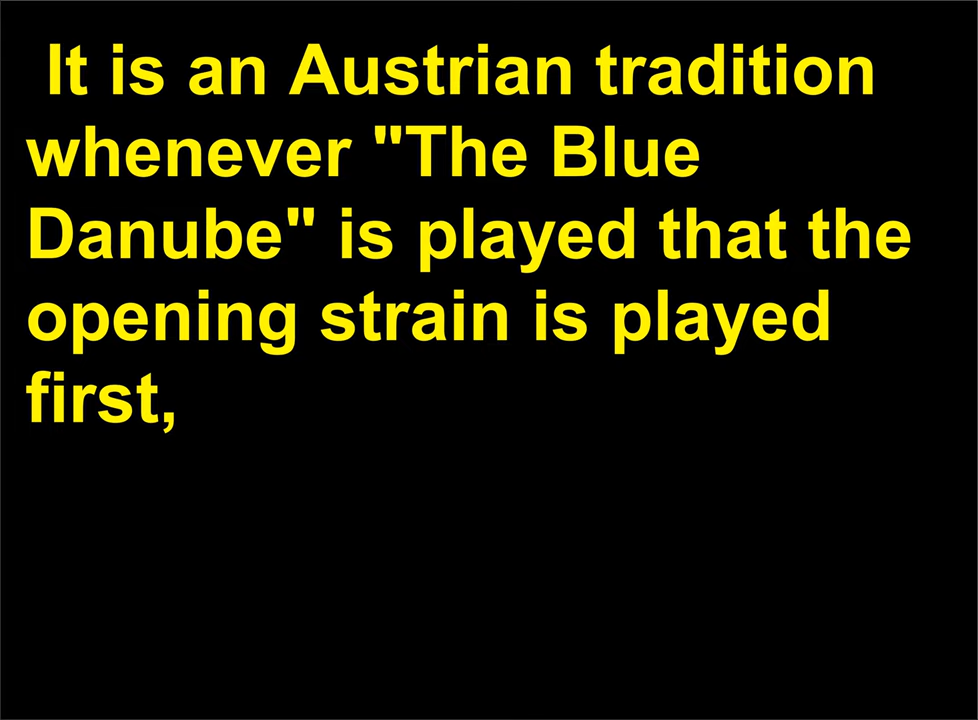 It is an Austrian tradition
whenever "The Blue
Danube" is played that the
opening strain is played
first,